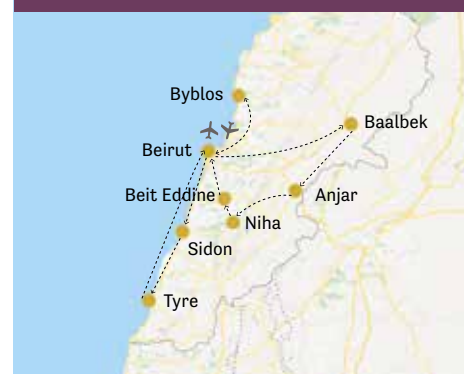 Byblos
Baalbek
Beirut
Beit Eddine
Anjar
Niha
Sidon
Tyre